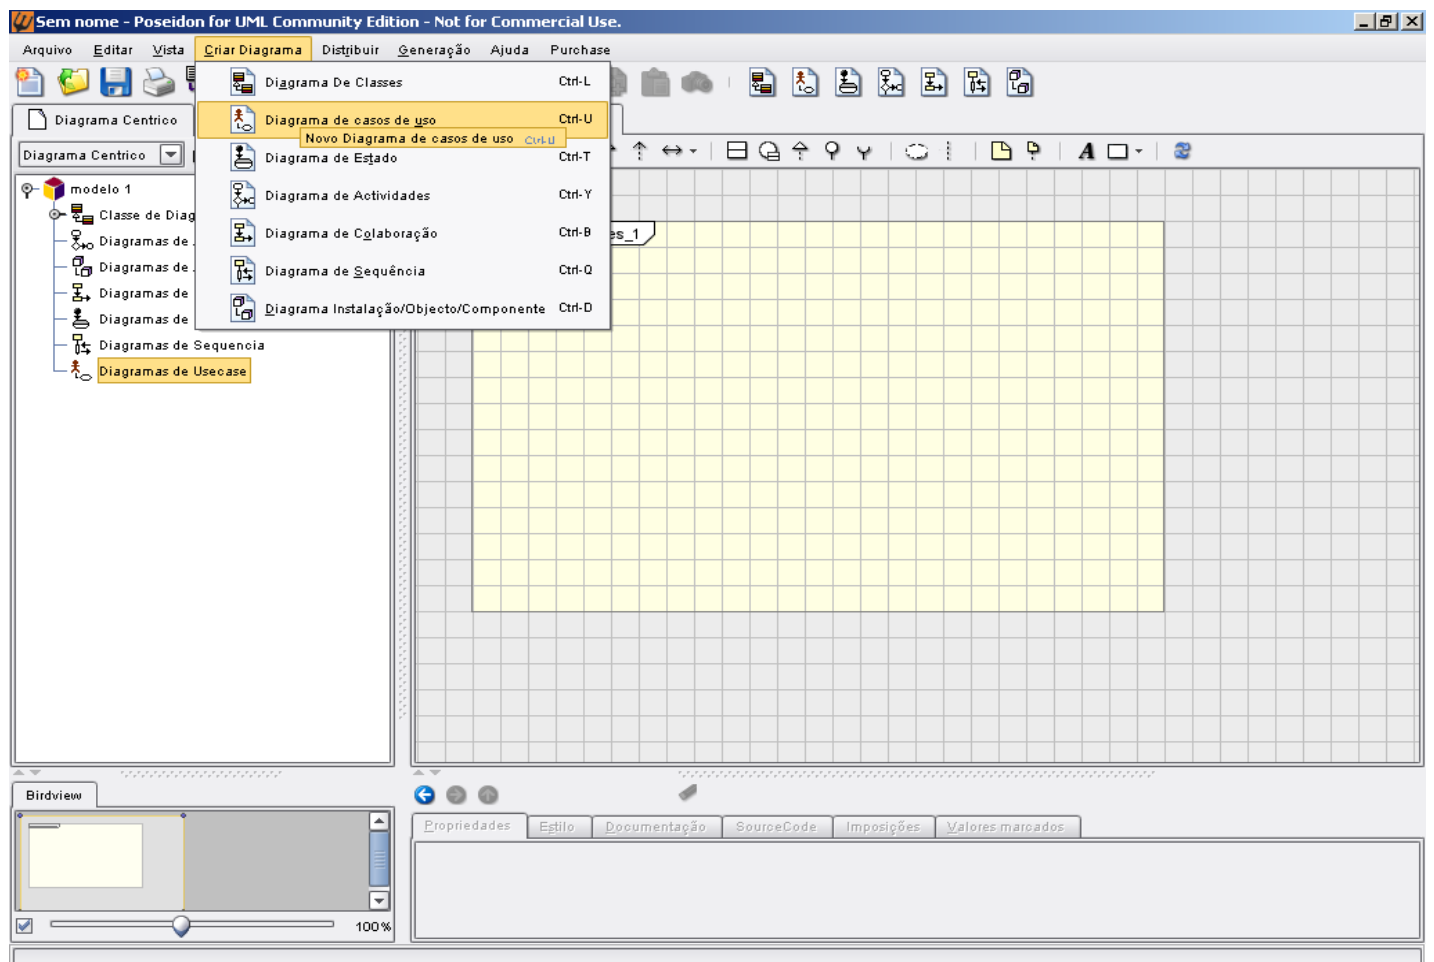 Sem nome - Poseidon for UML Community Edition - Not for Commercial Use.
Arquivo Editar Vista Criar Diagrama Distribuir Generação Ajuda Purchase
Diagrama De Classes Ctrl-L
Diagrama Centrico
Diagrama de casos de uso Ctrl-U
Novo Diagrama de casos de uso Ctrl-U
Diagrama Centrico
Diagrama de Estado Ctrl-T
A
modelo 1
Diagrama de Actividades Ctrl-Y
Classe de Diag
Diagrama de Colaboração Ctrl-B
es_1
Diagramas de
Diagramas de
Diagrama de Sequência Ctrl-Q
Diagramas de
Diagrama Instalação/Objecto/Componente Ctrl-D
Diagramas de
Diagramas de Sequencia
Diagramas de Usecase
Birdview
Propriedades Estilo Documentação SourceCode Imposições Valores marcados
100%